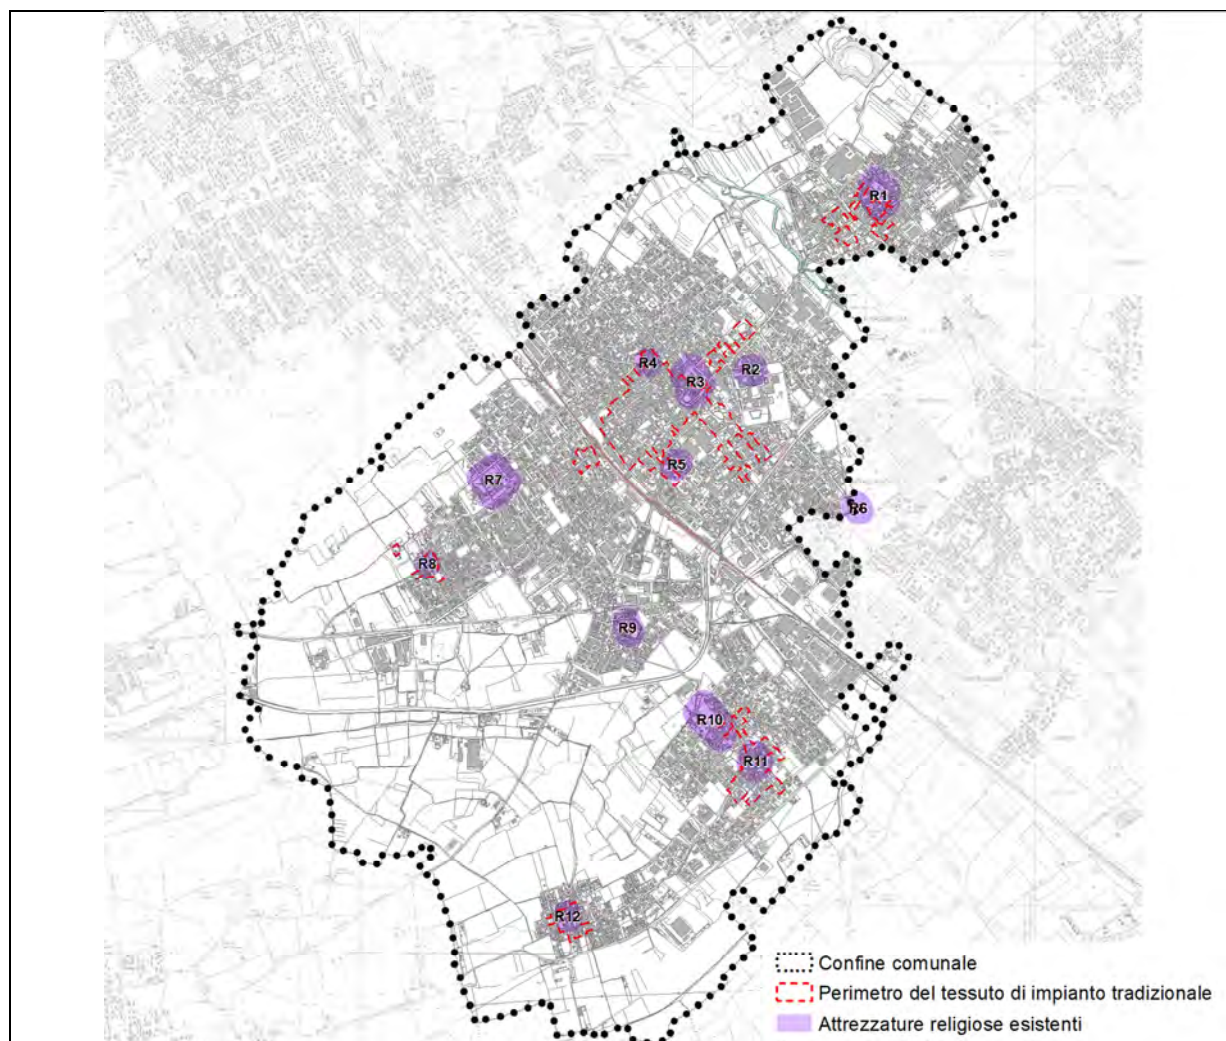 R1
R4
R3
R2
R5
R7
R6
R8
R9
R10
R11
R12
Confine comunale
Perimetro del tessuto di impianto tradizionale
Attrezzature religiose esistenti